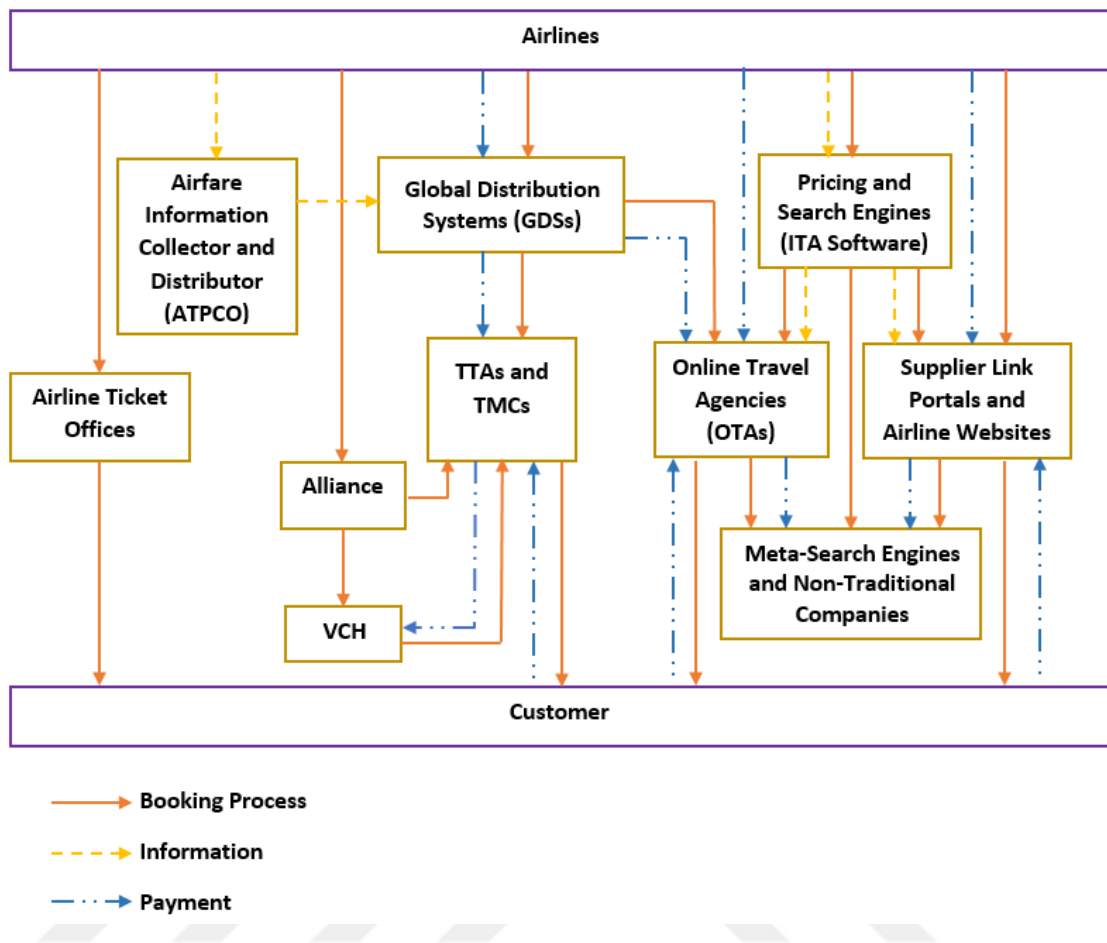 Airlines
Airfare
Information
Collector and
Distributor
(ATPCO)
Global Distribution
Systems (GDSs)
Pricing and
Search Engines
(ITA Software)
Airline Ticket
Offices
TTAs and
TMCs
Online Travel
Agencies
(OTAs)
Supplier Link
Portals and
Airline Websites
Alliance
VCH
Meta-Search Engines
and Non-Traditional
Companies
Customer
Booking Process
Information
Payment